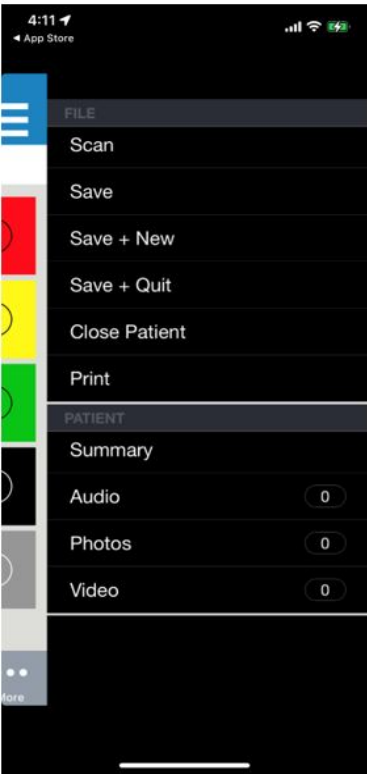 4:11
◄ App Store
FILE
Scan
Save
Save + New
Save + Quit
Close Patient
Print
PATIENT
Summary
Audio 0
Photos 0
Video 0
More